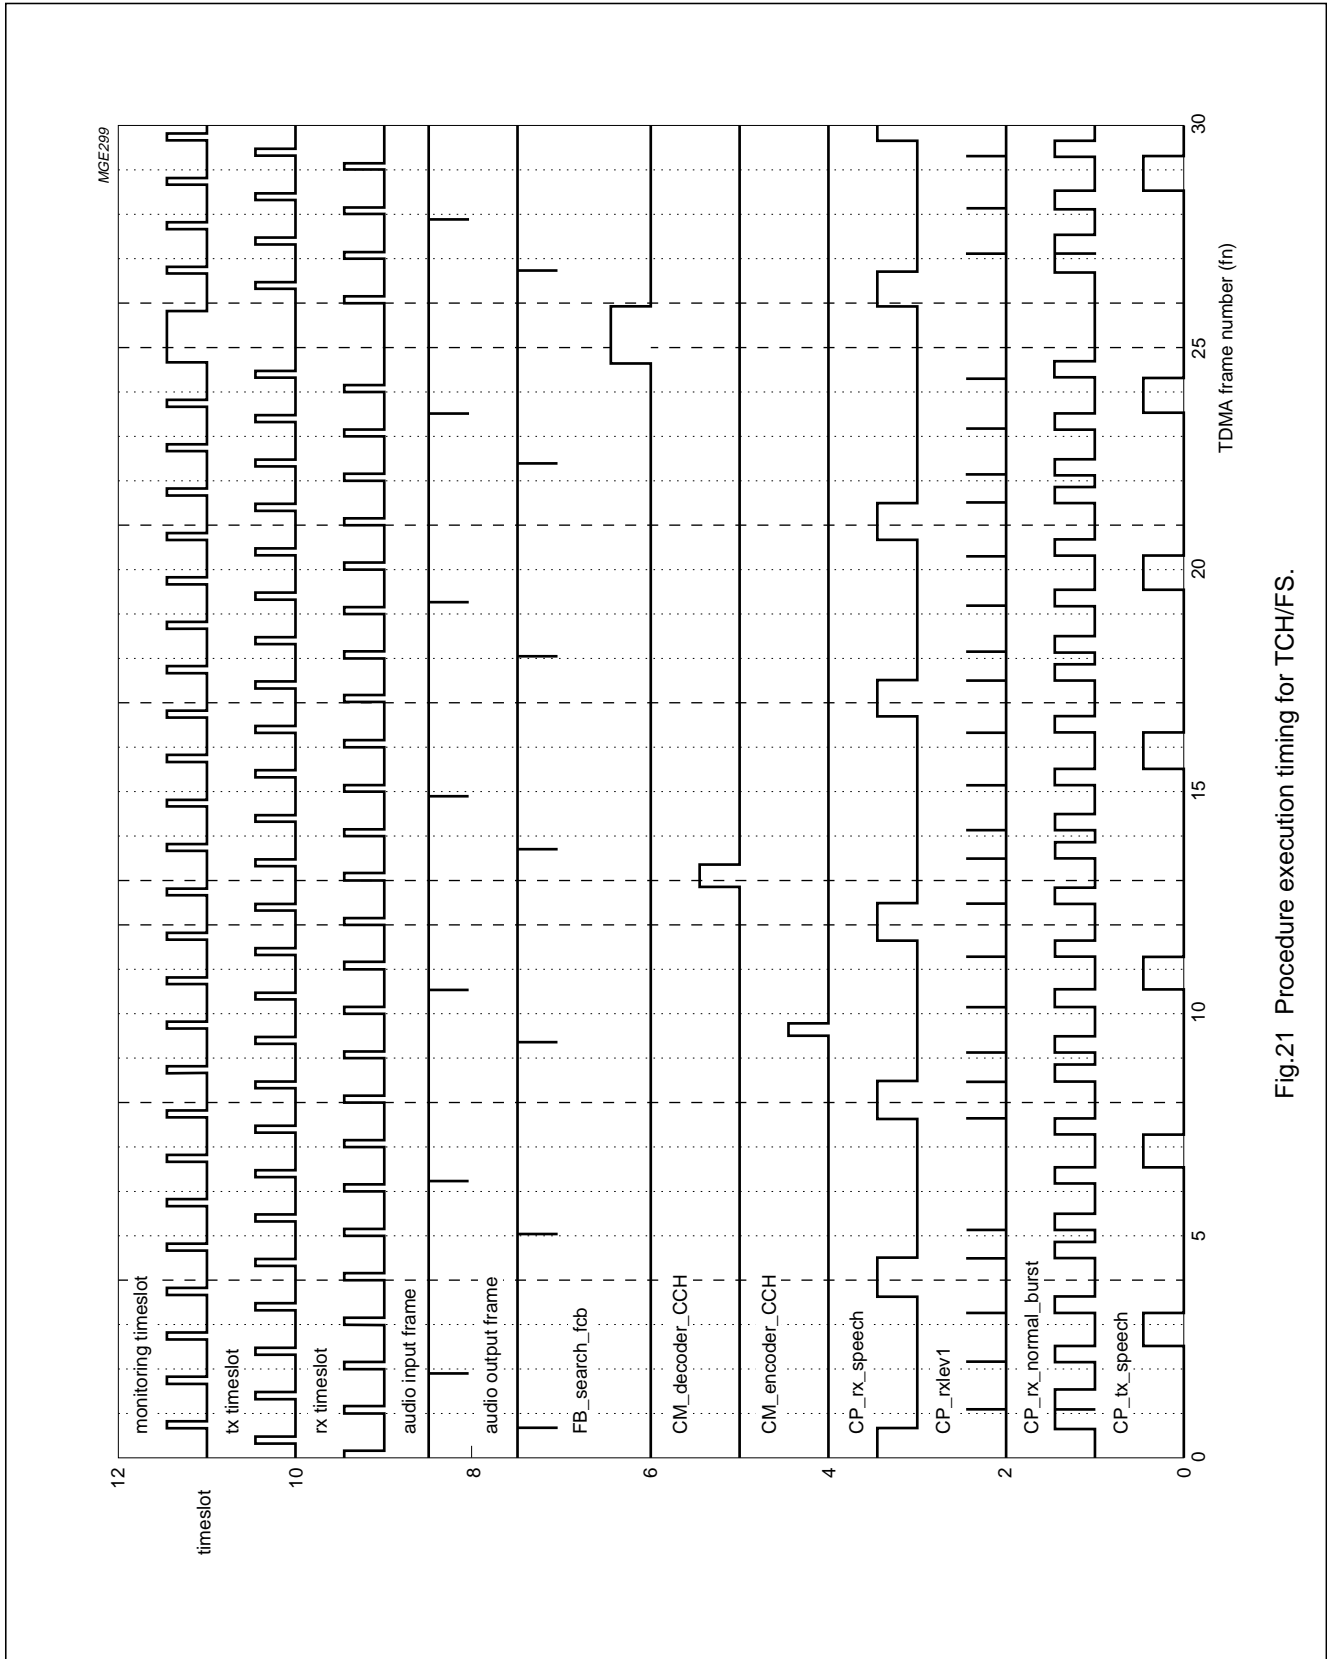 MGE299
12
10
8
6
4
2
0
timeslot
monitoring timeslot
tx timeslot
rx timeslot
audio input frame
audio output frame
FB_search_fcb
CM_decoder_CCH
CM_encoder_CCH
CP_rx_speech
CP_rxlev1
CP_rx_normal_burst
CP_tx_speech
0
5
10
15
20
25
30
TDMA frame number (fn)
Fig.21 Procedure execution timing for TCH/FS.